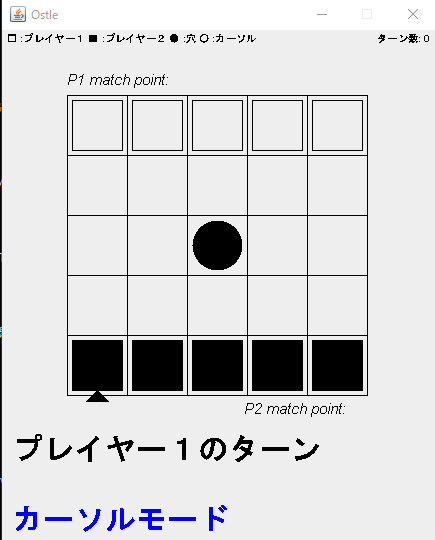 Ostle
□ :プレイヤー１ ■ :プレイヤー２ ● :穴 ○ :カーソル ターン数: 0
P1 match point:
P2 match point:
プレイヤー１のターン
カーソルモード